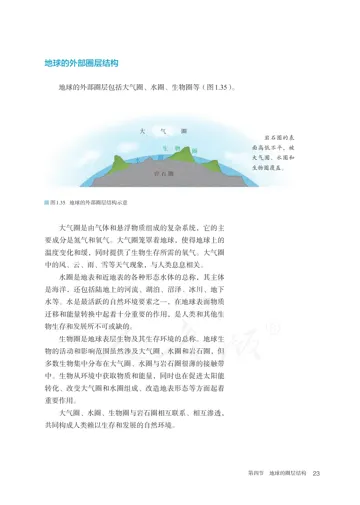 地球的外部圈层结构
地球的外部圈层包括大气圈、水圈、生物圈等（图1.35）。
大 气 圈
生 物 圈
岩石圈
岩石圈的表
面高低不平，被
大气圈、水圈和
生物圈覆盖。
图1.35 地球的外部圈层结构示意
大气圈是由气体和悬浮物质组成的复杂系统，它的主
要成分是氮气和氧气。大气圈笼罩着地球，使得地球上的
温度变化和缓，同时提供了生物生存所需的氧气。大气圈
中的风、云、雨、雪等天气现象，与人类息息相关。
水圈是地表和近地表的各种形态水体的总称，其主体
是海洋，还包括陆地上的河流、湖泊、沼泽、冰川、地下
水等。水是最活跃的自然环境要素之一，在地球表面物质
迁移和能量转换中起着十分重要的作用，是人类和其他生
物生存和发展所不可或缺的。
生物圈是地球表层生物及其生存环境的总称。地球生
物的活动和影响范围虽然涉及大气圈、水圈和岩石圈，但
多数生物集中分布在大气圈、水圈与岩石圈很薄的接触带
中。生物从环境中获取物质和能量，同时也在促进太阳能
转化、改变大气圈和水圈组成、改造地表形态等方面起着
重要作用。
大气圈、水圈、生物圈与岩石圈相互联系、相互渗透，
共同构成人类赖以生存和发展的自然环境。
第四节 地球的圈层结构 23